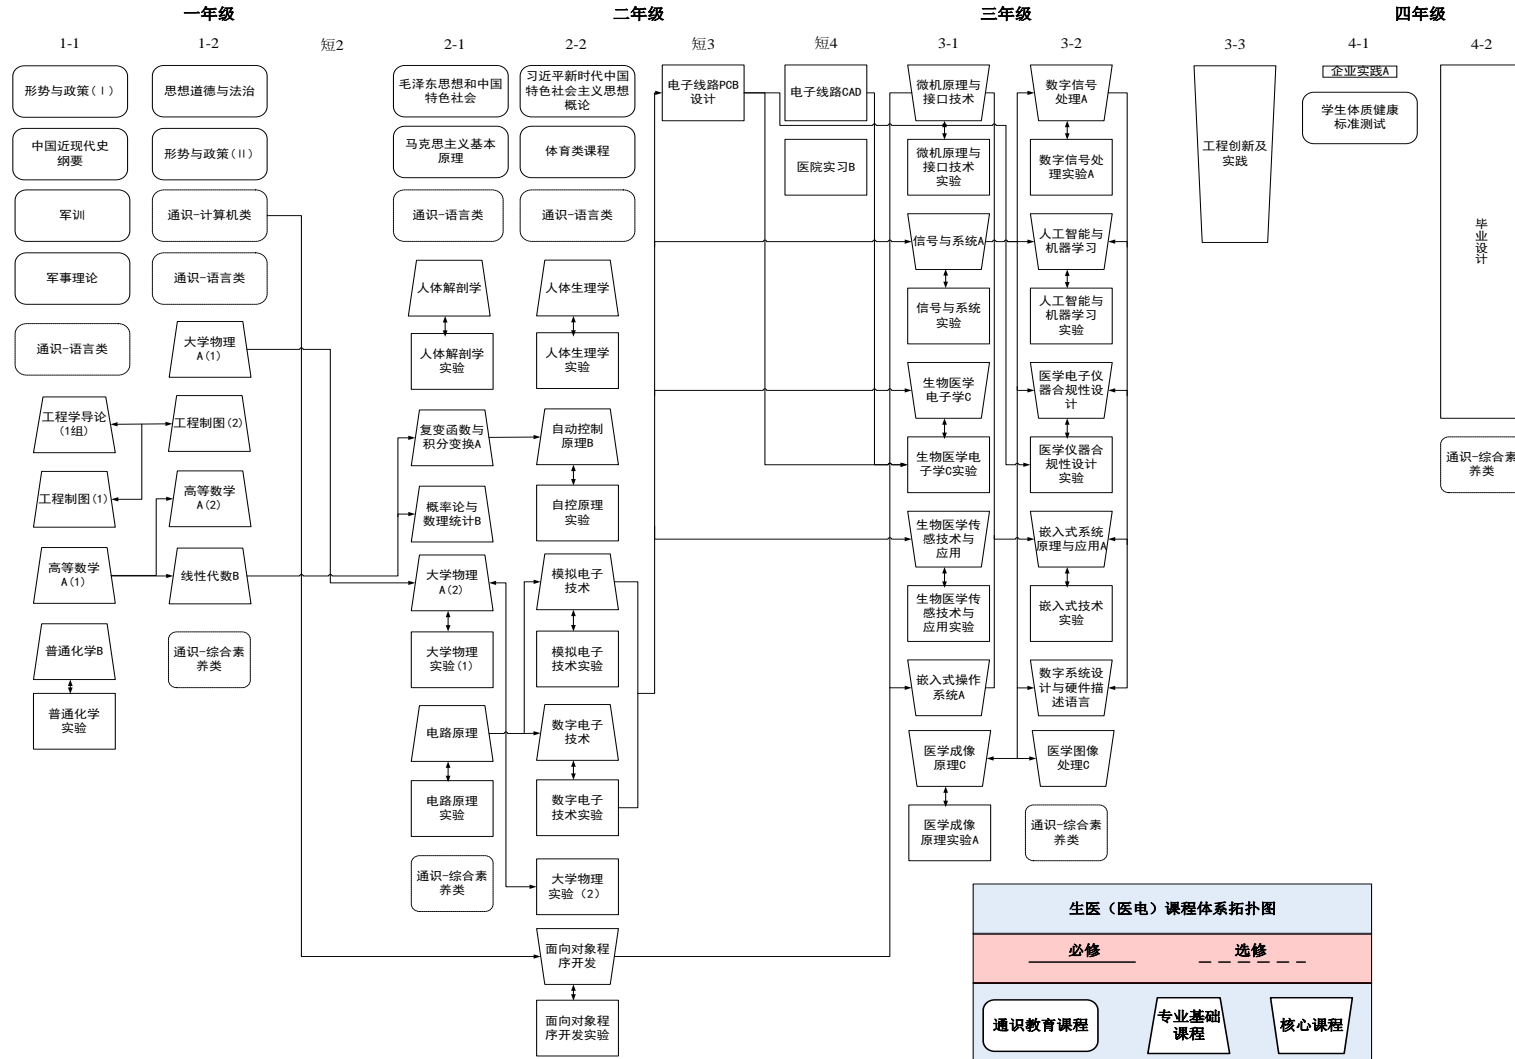 一年级
二年级
三年级
四年级
1-1
1-2
短2
2-1
2-2
短3
短4
3-1
3-2
3-3
4-1
4-2
形势与政策(Ⅰ)
中国近现代史
纲要
军训
军事理论
通识-语言类
工程学导论
(1组)
工程制图(1)
高等数学
A(1)
普通化学B
普通化学
实验
思想道德与法治
形势与政策(II)
通识-计算机类
通识-语言类
大学物理
A(1)
工程制图(2)
高等数学
A(2)
线性代数B
通识-综合素
养类
毛泽东思想和中国
特色社会
马克思主义基本
原理
通识-语言类
人体解剖学
人体解剖学
实验
复变函数与
积分变换A
概率论与
数理统计B
大学物理
A(2)
大学物理
实验(1)
电路原理
电路原理
实验
通识-综合素
养类
习近平新时代中国
特色社会主义思想
概论
体育类课程
通识-语言类
人体生理学
人体生理学
实验
自动控制
原理B
自控原理
实验
模拟电子
技术
模拟电子
技术实验
数字电子
技术
数字电子
技术实验
大学物理
实验（2）
面向对象程
序开发
面向对象程
序开发实验
电子线路PCB
设计
电子线路CAD
医院实习B
微机原理与
接口技术
微机原理与
接口技术
实验
信号与系统A
信号与系统
实验
生物医学
电子学C
生物医学电
子学C实验
生物医学传
感技术与
应用
生物医学传
感技术与
应用实验
嵌入式操作
系统A
医学成像
原理C
医学成像
原理实验A
数字信号
处理A
数字信号处
理实验A
人工智能与
机器学习
人工智能与
机器学习
实验
医学电子仪
器合规性设
计
医学仪器合
规性设计
实验
嵌入式系统
原理与应用A
嵌入式技术
实验
数字系统设
计与硬件描
述语言
医学图像
处理C
通识-综合素
养类
工程创新及
实践
企业实践A
学生体质健康
标准测试
毕
业
设
计
通识-综合素
养类
生医（医电）课程体系拓扑图
必修
选修
通识教育课程
专业基础
课程
核心课程